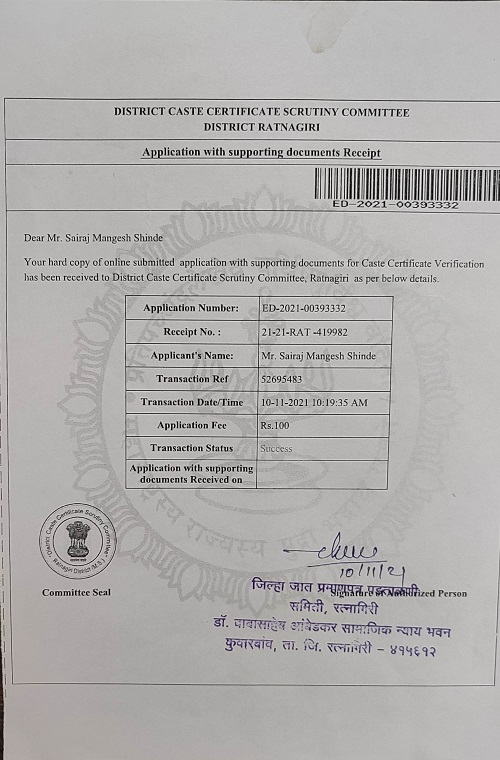 DISTRICT CASTE CERTIFICATE SCRUTINY COMMITTEE
DISTRICT RATNAGIRI
Application with supporting documents Receipt
ED-2021-00393332
Dear Mr. Sairaj Mangesh Shinde
Your hard copy of online submitted application with supporting documents for Caste Certificate Verification
has been received to District Caste Certificate Scrutiny Committee, Ratnagiri as per below details.
Application Number: ED-2021-00393332
Receipt No. : 21-21-RAT -419982
Applicant's Name: Mr. Sairaj Mangesh Shinde
Transaction Ref 52695483
Transaction Date/Time 10-11-2021 10:19:35 AM
Application Fee Rs.100
Transaction Status Success
Application with supporting
documents Received on
District Caste Certificate Scrutiny Committee
Ratnagiri District (M.S.)
10/11/21
Committee Seal
Signature of Authorized Person
जिल्हा जात प्रमाणपत्र पडताळणी
समिती, रत्नागिरी
डॉ. बाबासाहेब आंबेडकर सामाजिक न्याय भवन
कुवारबांव, ता. जि. रत्नागिरी - ४१५६१२